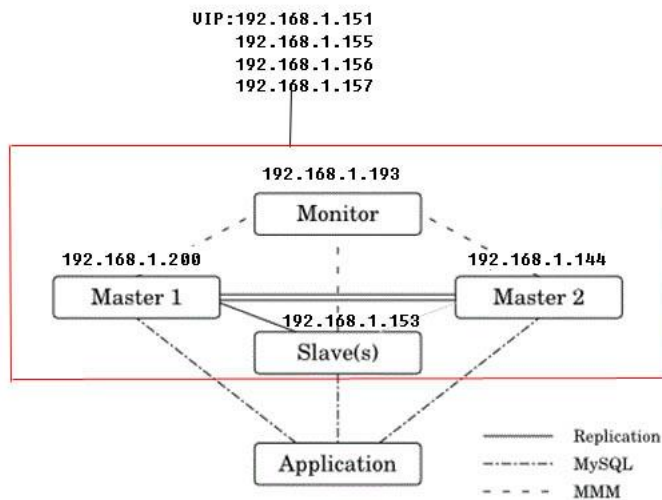 VIP:192.168.1.151
192.168.1.155
192.168.1.156
192.168.1.157
192.168.1.193
Monitor
192.168.1.200
192.168.1.144
Master 1
Master 2
192.168.1.153
Slave(s)
Application
Replication
MySQL
MMM